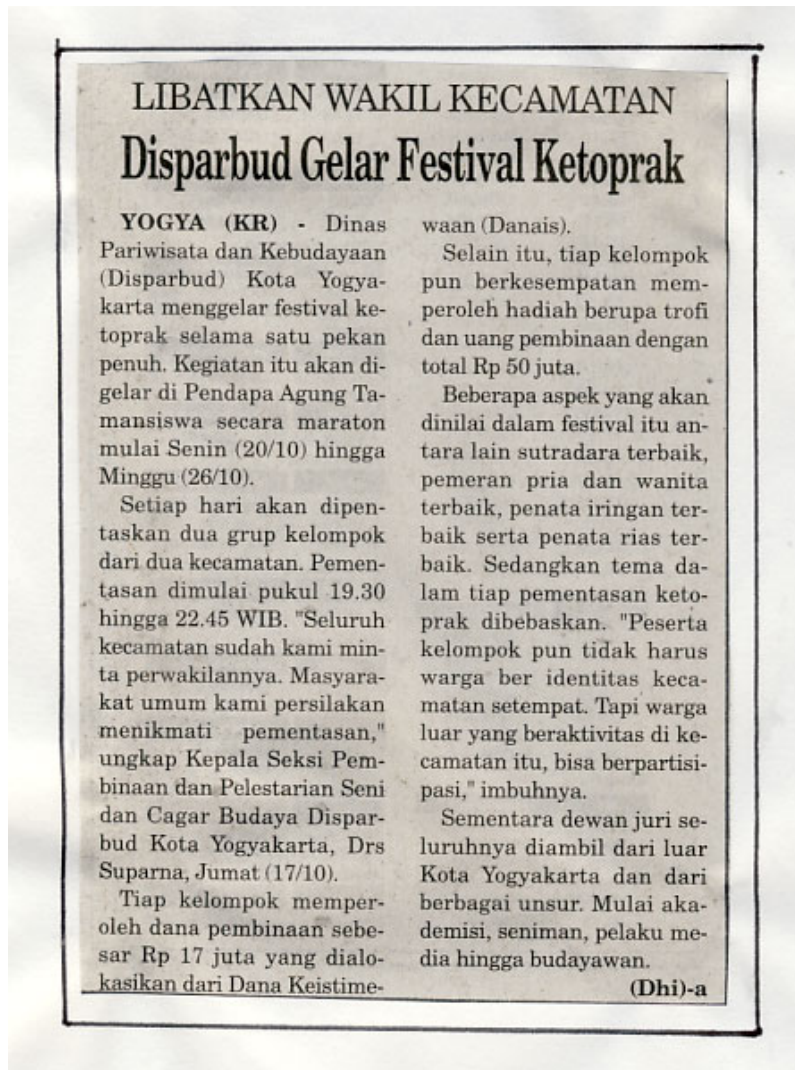 LIBATKAN WAKIL KECAMATAN
Disparbud Gelar Festival Ketoprak
YOGYA (KR) - Dinas
Pariwisata dan Kebudayaan
(Disparbud) Kota Yogya-
karta menggelar festival ke-
toprak selama satu pekan
penuh. Kegiatan itu akan di-
gelar di Pendapa Agung Ta-
mansiswa secara maraton
mulai Senin (20/10) hingga
Minggu (26/10).
Setiap hari akan dipen-
taskan dua grup kelompok
dari dua kecamatan. Pemen-
tasan dimulai pukul 19.30
hingga 22.45 WIB. "Seluruh
kecamatan sudah kami min-
ta perwakilannya. Masyara-
kat umum kami persilakan
menikmati pementasan,"
ungkap Kepala Seksi Pem-
binaan dan Pelestarian Seni
dan Cagar Budaya Dispar-
bud Kota Yogyakarta, Drs
Suparna, Jumat (17/10).
Tiap kelompok memper-
oleh dana pembinaan sebe-
sar Rp 17 juta yang dialo-
kasikan dari Dana Keistime-
waan (Danais).
Selain itu, tiap kelompok
pun berkesempatan mem-
peroleh hadiah berupa trofi
dan uang pembinaan dengan
total Rp 50 juta.
Beberapa aspek yang akan
dinilai dalam festival itu an-
tara lain sutradara terbaik,
pemeran pria dan wanita
terbaik, penata iringan ter-
baik serta penata rias ter-
baik. Sedangkan tema da-
lam tiap pementasan keto-
prak dibebaskan. "Peserta
kelompok pun tidak harus
warga ber identitas keca-
matan setempat. Tapi warga
luar yang beraktivitas di ke-
camatan itu, bisa berpartisi-
pasi," imbuhnya.
Sementara dewan juri se-
luruhnya diambil dari luar
Kota Yogyakarta dan dari
berbagai unsur. Mulai aka-
demisi, seniman, pelaku me-
dia hingga budayawan.
(Dhi)-a